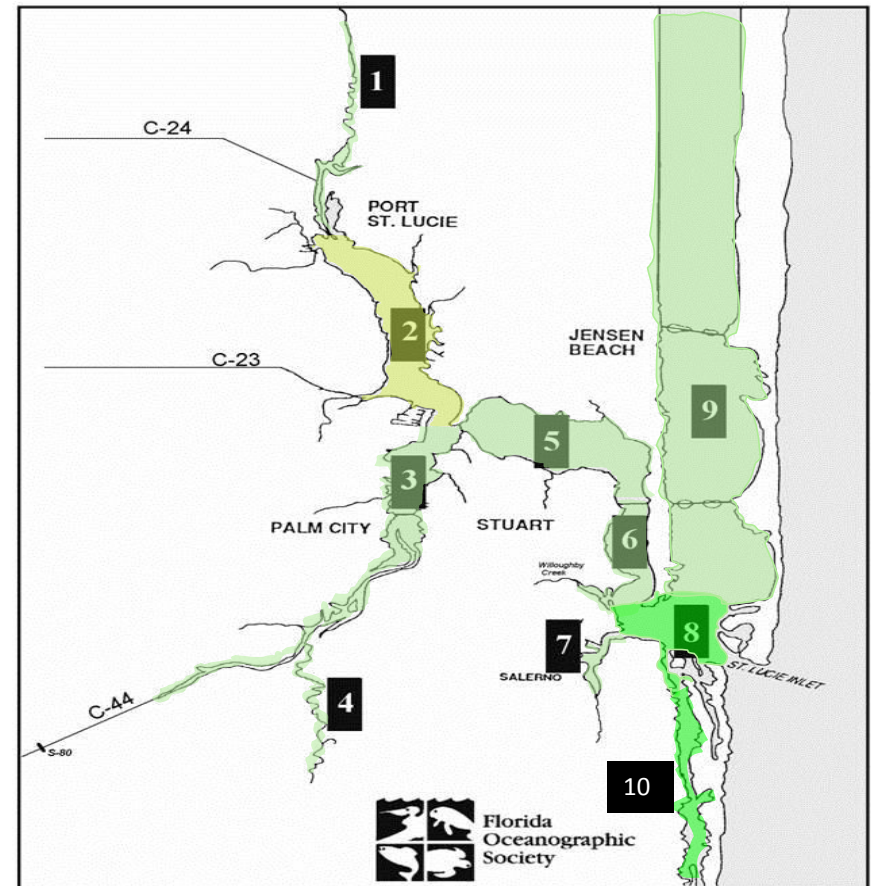 1
C-24
PORT
ST. LUCIE
2
JENSEN
BEACH
C-23
9
5
3
PALM CITY
STUART
6
Willoughby
Creek
8
7
SALERNO
ST. LUCIE INLET
4
C-44
S-80
10
Florida
Oceanographic
Society